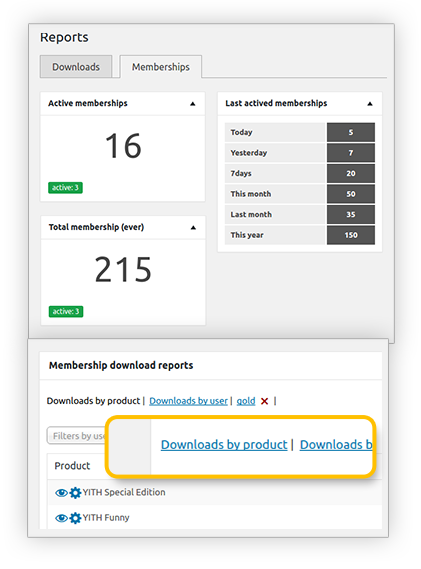 Reports
Downloads
Memberships
Active memberships
16
active: 3
Total membership (ever)
215
active: 3
Last actived memberships
Today 5
Yesterday 7
7days 20
This month 50
Last month 35
This year 150
Membership download reports
Downloads by product | Downloads by user | gold |
Filters by use
Downloads by product | Downloads b
Product
YITH Special Edition
YITH Funny